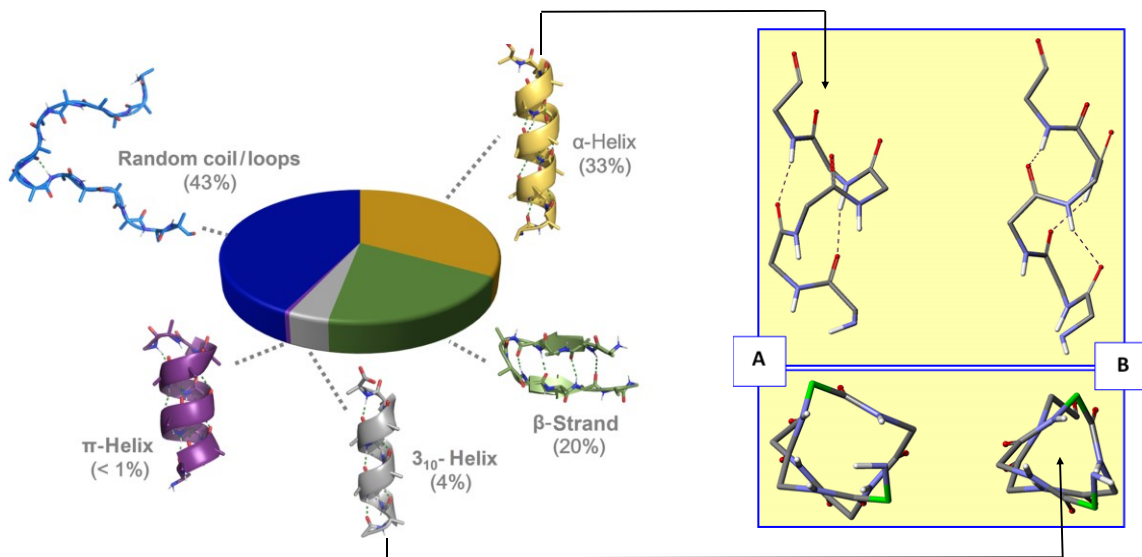 Random coil/loops
(43%)
α-Helix
(33%)
π-Helix
(< 1%)
3₁₀- Helix
(4%)
β-Strand
(20%)
A
B